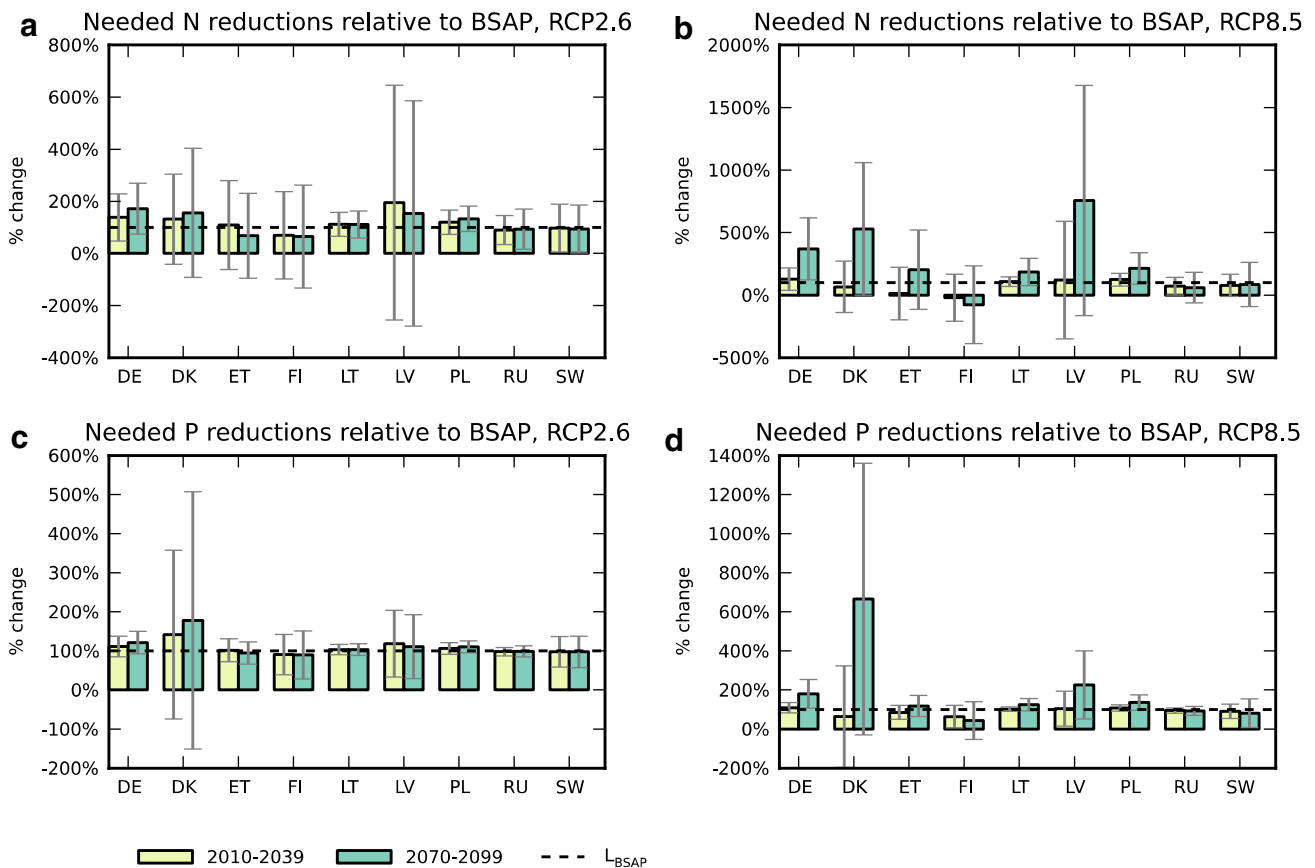 a Needed N reductions relative to BSAP, RCP2.6
800%
600%
400%
200%
0%
-200%
-400%
% change
DE DK ET FI LT LV PL RU SW
b Needed N reductions relative to BSAP, RCP8.5
2000%
1500%
1000%
500%
0%
-500%
% change
DE DK ET FI LT LV PL RU SW
c Needed P reductions relative to BSAP, RCP2.6
600%
500%
400%
300%
200%
100%
0%
-100%
-200%
% change
DE DK ET FI LT LV PL RU SW
d Needed P reductions relative to BSAP, RCP8.5
1400%
1200%
1000%
800%
600%
400%
200%
0%
-200%
% change
DE DK ET FI LT LV PL RU SW
2010-2039 2070-2099 L_BSAP